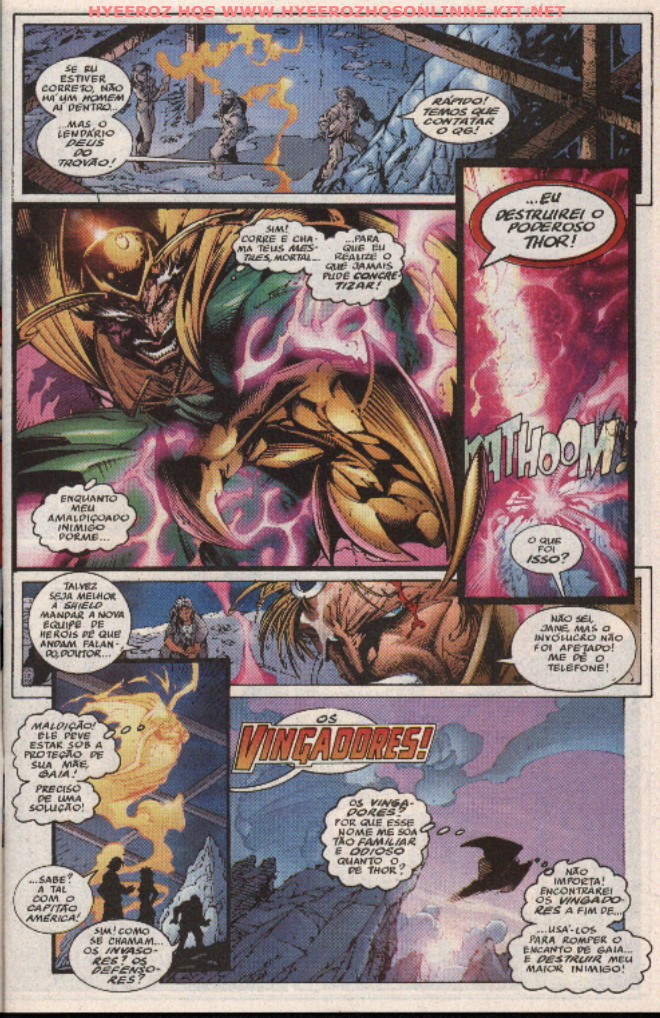 HYEEROZ HQS WWW.HYEEROZHQSONLINNE.KIT.NET
SE EU
ESTIVER
CORRETO, NÃO
HÁ UM HOMEM
AÍ DENTRO...
...MAS O
LENDÁRIO
DEUS
DO
TROVÃO!
RÁPIDO!
TEMOS QUE
CONTATAR
O QG!
SIM!
CORRE E CHA-
MA TEUS MES-
TRES, MORTAL...
...PARA
QUE EU
REALIZE O
QUE JAMAIS
PUDE CONCRE-
TIZAR!
...EU
DESTRUIREI O
PODEROSO
THOR!
KATHOOM!
ENQUANTO
MEU
AMALDIÇOADO
INIMIGO
DORME...
O QUE
FOI
ISSO?
TALVEZ
SEJA MELHOR
A SHIELD
MANDAR A NOVA
EQUIPE DE
HERÓIS DE QUE
ANDAM FALAN-
DO, DOUTOR...
NÃO SEI,
JANE, MAS O
INVÓLUCRO NÃO
FOI AFETADO!
ME DÊ O
TELEFONE!
MALDIÇÃO!
ELE DEVE
ESTAR SOB A
PROTEÇÃO DE
SUA MÃE,
GAIA!
PRECISO
DE UMA
SOLUÇÃO!
...SABE?
A TAL
COM O
CAPITÃO
AMÉRICA!
SIM! COMO
SE CHAMAM...
OS INVASO-
RES? OS
DEFENSO-
RES?
OS
VINGADORES!
OS VINGA-
DORES?
POR QUE ESSE
NOME ME SOA
TÃO FAMILIAR
E ODIOSO
QUANTO O
DE THOR?
NÃO
IMPORTA!
ENCONTRAREI
OS VINGADO-
RES A FIM DE...
...USÁ-LOS
PARA ROMPER O
ENCANTO DE GAIA...
E DESTRUIR MEU
MAIOR INIMIGO!